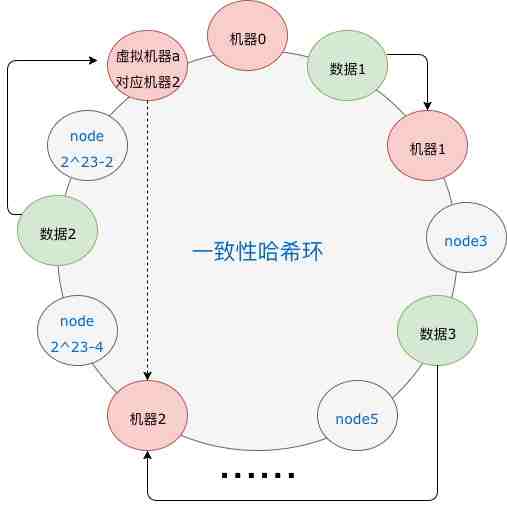 机器0
虚拟机器a
对应机器2
数据1
node
2^23-2
机器1
数据2
一致性哈希环
node3
node
2^23-4
数据3
机器2
node5
......